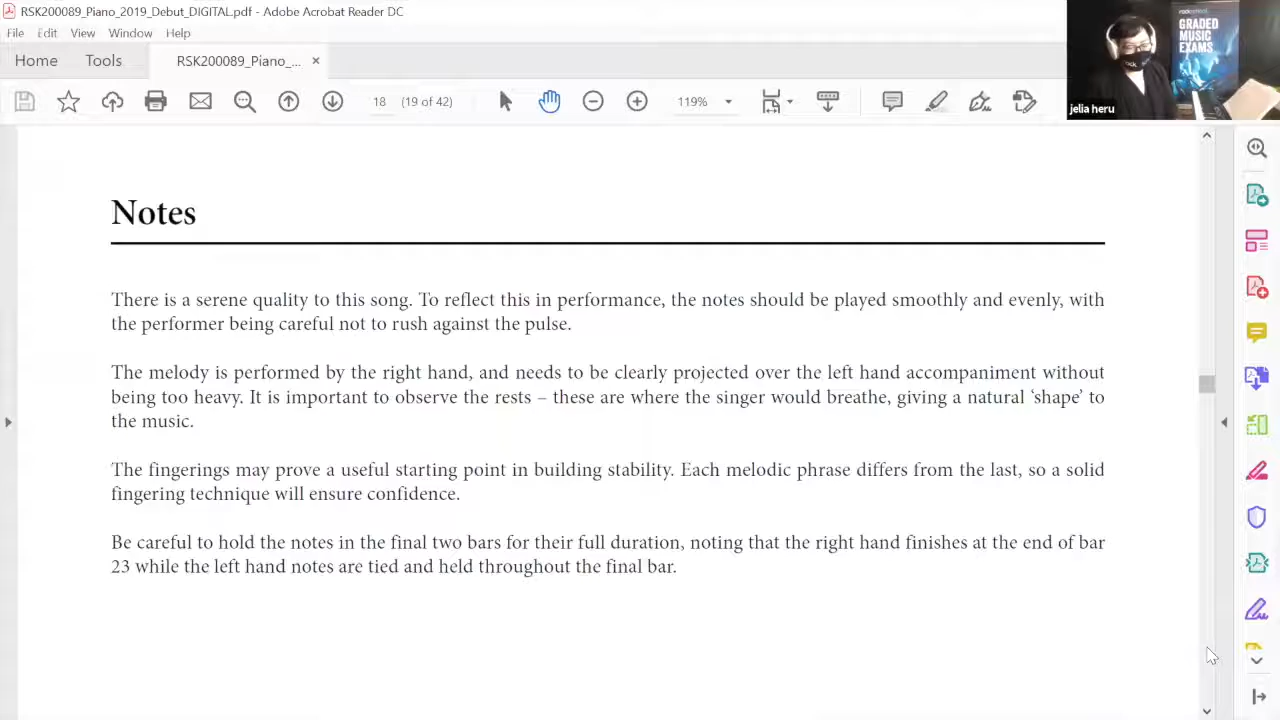 RSK200089_Piano_2019_Debut_DIGITAL.pdf - Adobe Acrobat Reader DC
File Edit View Window Help
Home Tools RSK200089_Piano_... ×
18 (19 of 42) 119%
GRADED
MUSIC
EXAMS
jelia heru
Notes
There is a serene quality to this song. To reflect this in performance, the notes should be played smoothly and evenly, with
the performer being careful not to rush against the pulse.
The melody is performed by the right hand, and needs to be clearly projected over the left hand accompaniment without
being too heavy. It is important to observe the rests – these are where the singer would breathe, giving a natural ‘shape’ to
the music.
The fingerings may prove a useful starting point in building stability. Each melodic phrase differs from the last, so a solid
fingering technique will ensure confidence.
Be careful to hold the notes in the final two bars for their full duration, noting that the right hand finishes at the end of bar
23 while the left hand notes are tied and held throughout the final bar.